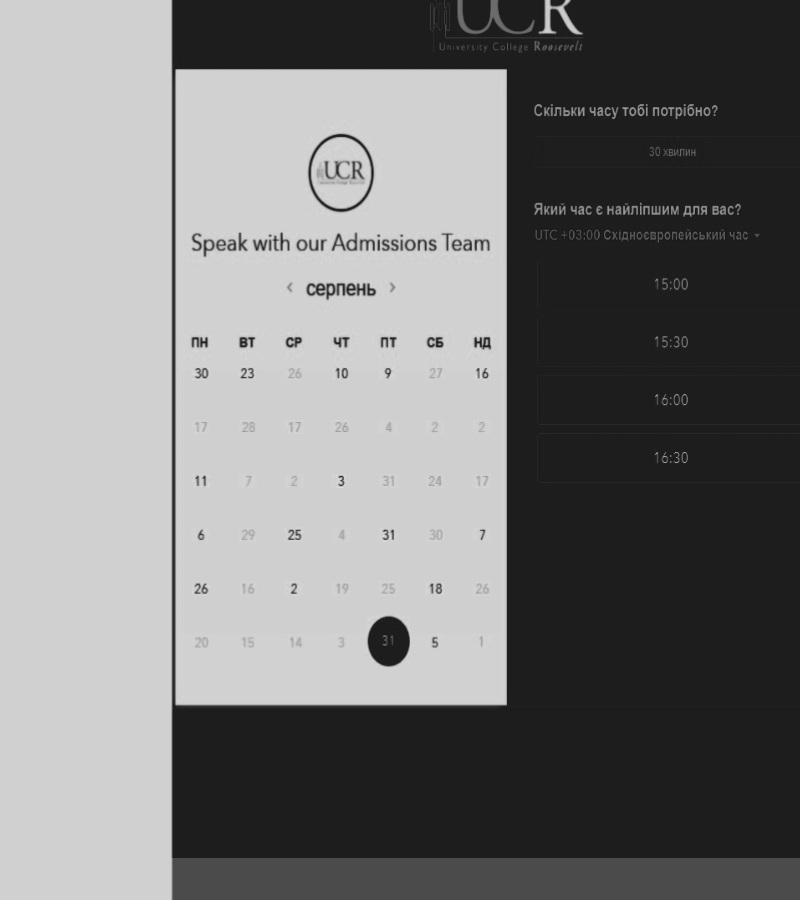 UCR
University College Roosevelt
UCR
Speak with our Admissions Team
‹ серпень ›
ПН ВТ СР ЧТ ПТ СБ НД
30 23 26 10 9 27 16
17 28 17 26 4 2 2
11 7 2 3 31 24 17
6 29 25 4 31 30 7
26 16 2 19 25 18 26
20 15 14 3 31 5 1
Скільки часу тобі потрібно?
30 хвилин
Який час є найліпшим для вас?
UTC +03:00 Східноєвропейський час
15:00
15:30
16:00
16:30